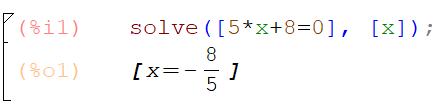 (%i1) solve([5*x+8=0], [x]);
(%o1) [x=-8/5]